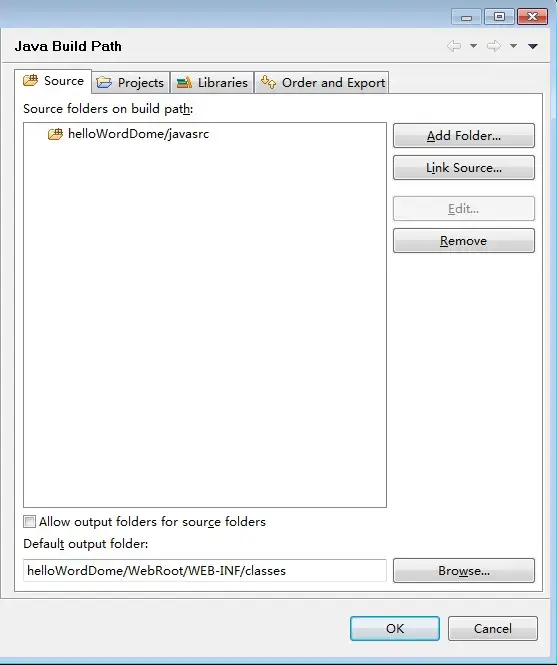 Java Build Path
Source Projects Libraries Order and Export
Source folders on build path:
helloWordDome/javasrc
Add Folder...
Link Source...
Edit...
Remove
Allow output folders for source folders
Default output folder:
helloWordDome/WebRoot/WEB-INF/classes
Browse...
OK Cancel